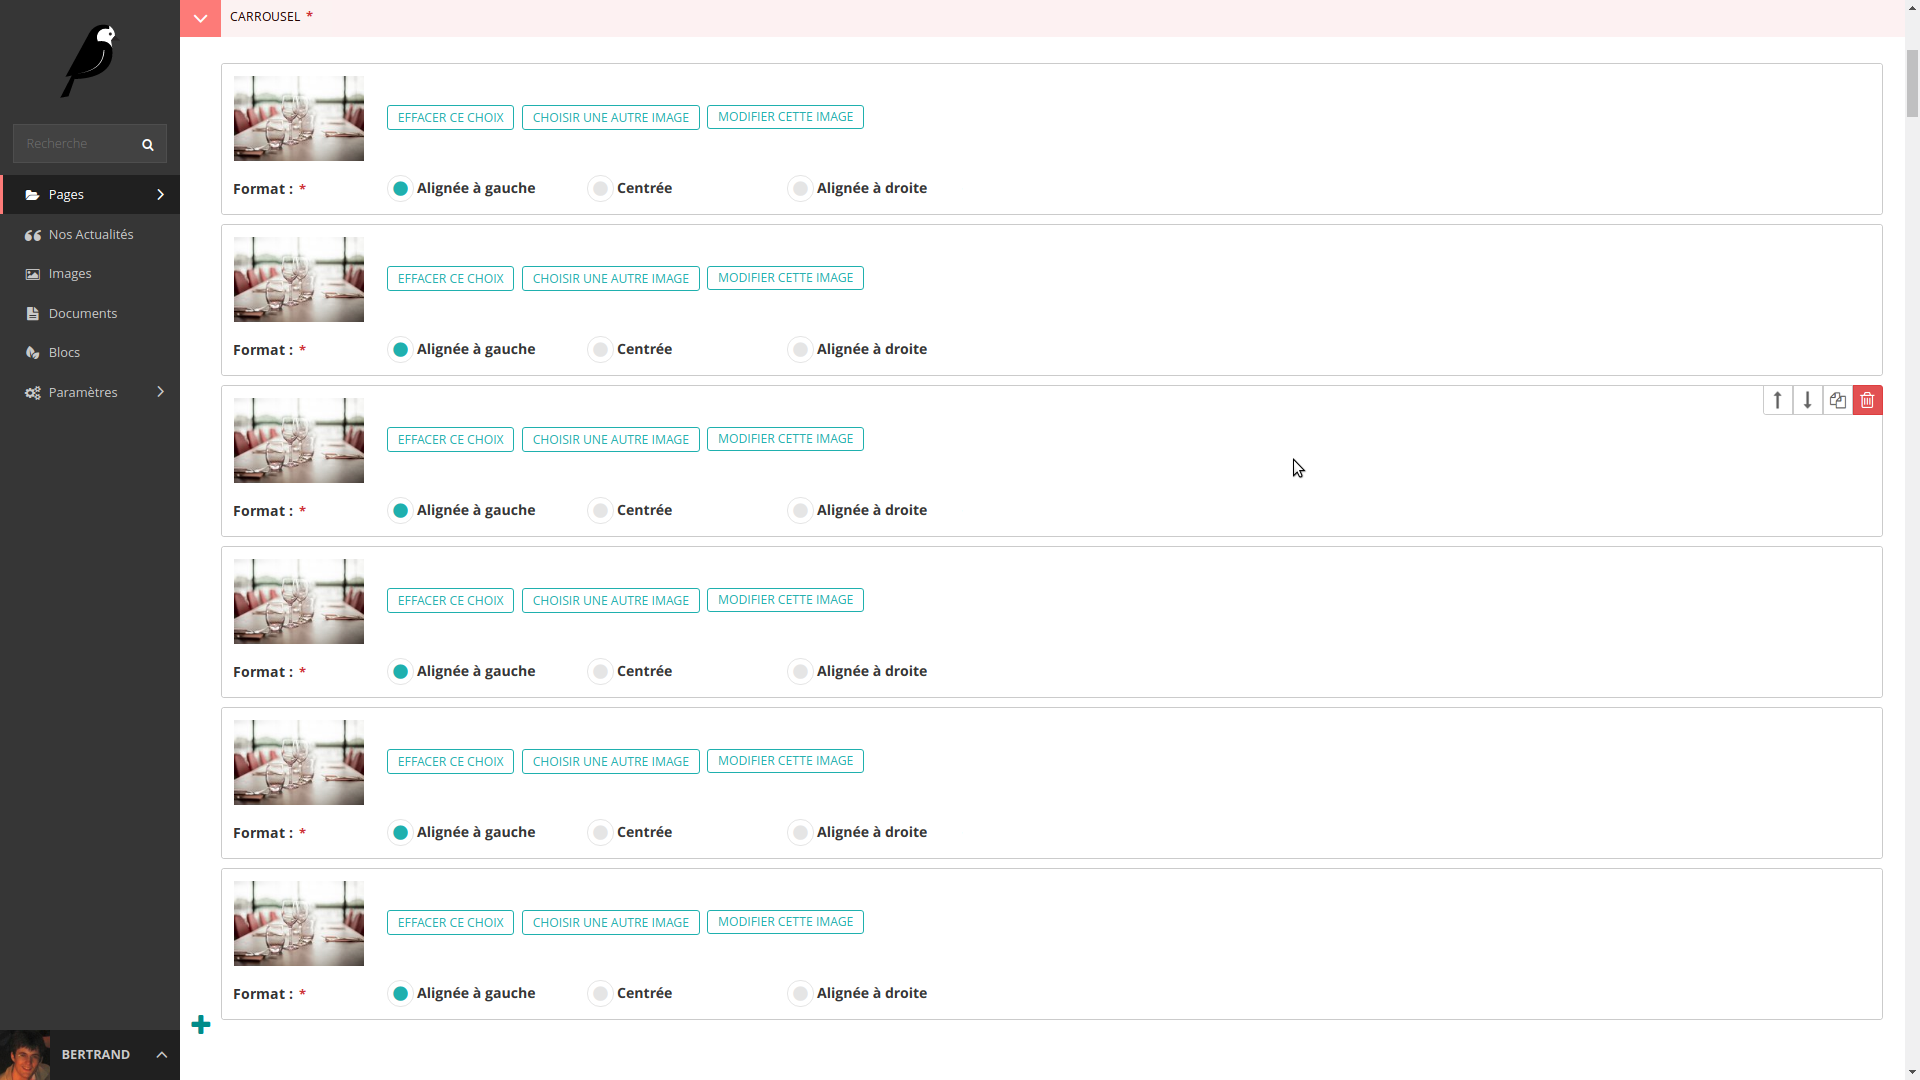 CARROUSEL *
Recherche
Pages
Nos Actualités
Images
Documents
Blocs
Paramètres
BERTRAND
EFFACER CE CHOIX CHOISIR UNE AUTRE IMAGE MODIFIER CETTE IMAGE
Format : * Alignée à gauche Centrée Alignée à droite
EFFACER CE CHOIX CHOISIR UNE AUTRE IMAGE MODIFIER CETTE IMAGE
Format : * Alignée à gauche Centrée Alignée à droite
EFFACER CE CHOIX CHOISIR UNE AUTRE IMAGE MODIFIER CETTE IMAGE
Format : * Alignée à gauche Centrée Alignée à droite
EFFACER CE CHOIX CHOISIR UNE AUTRE IMAGE MODIFIER CETTE IMAGE
Format : * Alignée à gauche Centrée Alignée à droite
EFFACER CE CHOIX CHOISIR UNE AUTRE IMAGE MODIFIER CETTE IMAGE
Format : * Alignée à gauche Centrée Alignée à droite
EFFACER CE CHOIX CHOISIR UNE AUTRE IMAGE MODIFIER CETTE IMAGE
Format : * Alignée à gauche Centrée Alignée à droite